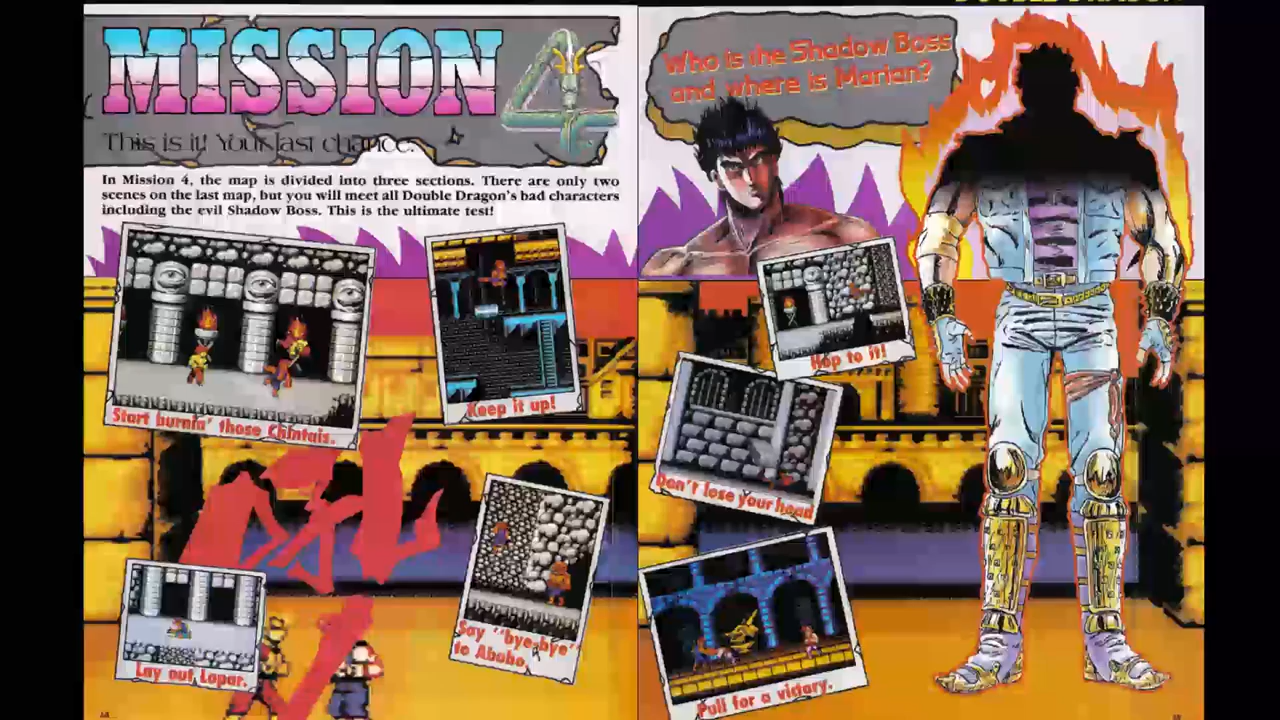 MISSION 4
This is it! Your last chance.
In Mission 4, the map is divided into three sections. There are only two
scenes on the last map, but you will meet all Double Dragon's bad characters
including the evil Shadow Boss. This is the ultimate test!
Start burnin' those Chintais.
Keep it up!
Lay out Lopar.
Say "bye-bye"
to Abobo.
Who is the Shadow Boss
and where is Marian?
Hop to it!
Don't lose your head
Pull for a victory.